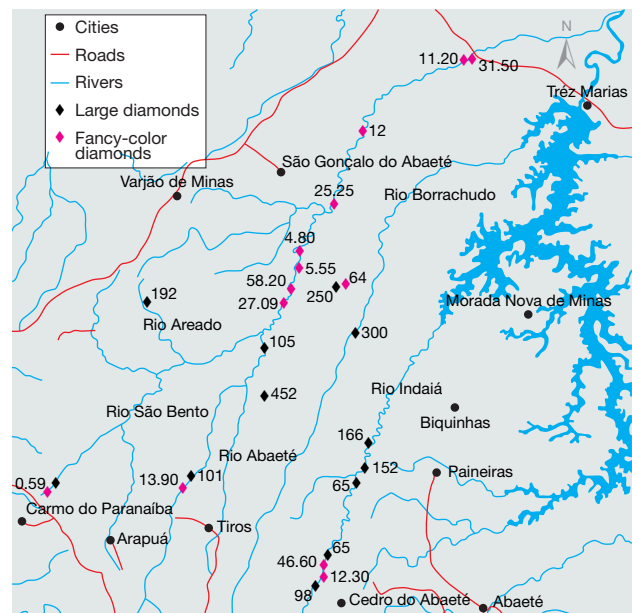 Cities
Roads
Rivers
Large diamonds
Fancy-color
diamonds
N
11.20
31.50
Tréz Marias
12
São Gonçalo do Abaeté
Varjão de Minas
25.25
Rio Borrachudo
4.80
5.55
58.20
64
250
192
27.09
Morada Nova de Minas
Rio Areado
300
105
452
Rio Indaiá
Rio São Bento
Biquinhas
166
Rio Abaeté
152
101
65
Paineiras
0.59
13.90
Carmo do Paranaíba
Tiros
Arapuá
65
46.60
12.30
98
Cedro do Abaeté
Abaeté